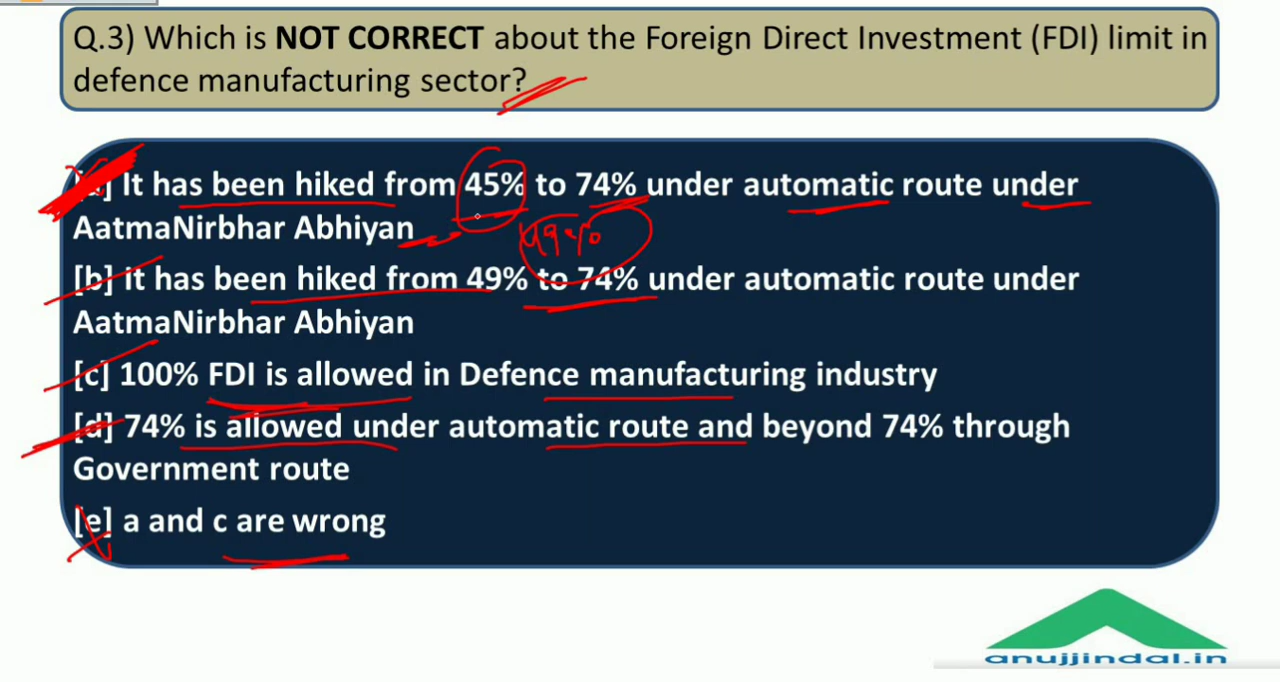 Q.3) Which is NOT CORRECT about the Foreign Direct Investment (FDI) limit in
defence manufacturing sector?
[a] It has been hiked from 45% to 74% under automatic route under
AatmaNirbhar Abhiyan
49%
[b] it has been hiked from 49% to 74% under automatic route under
AatmaNirbhar Abhiyan
[c] 100% FDI is allowed in Defence manufacturing industry
[d] 74% is allowed under automatic route and beyond 74% through
Government route
[e] a and c are wrong
anujjindal.in